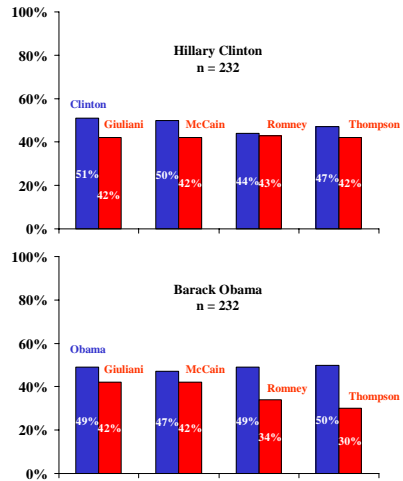 100%
Hillary Clinton
n = 232
80%
60%
Clinton
Giuliani McCain Romney Thompson
40%
51% 42% 50% 42% 44% 43% 47% 42%
20%
0%
100%
Barack Obama
n = 232
80%
60%
Obama
Giuliani McCain Romney Thompson
40%
49% 42% 47% 42% 49% 34% 50% 30%
20%
0%